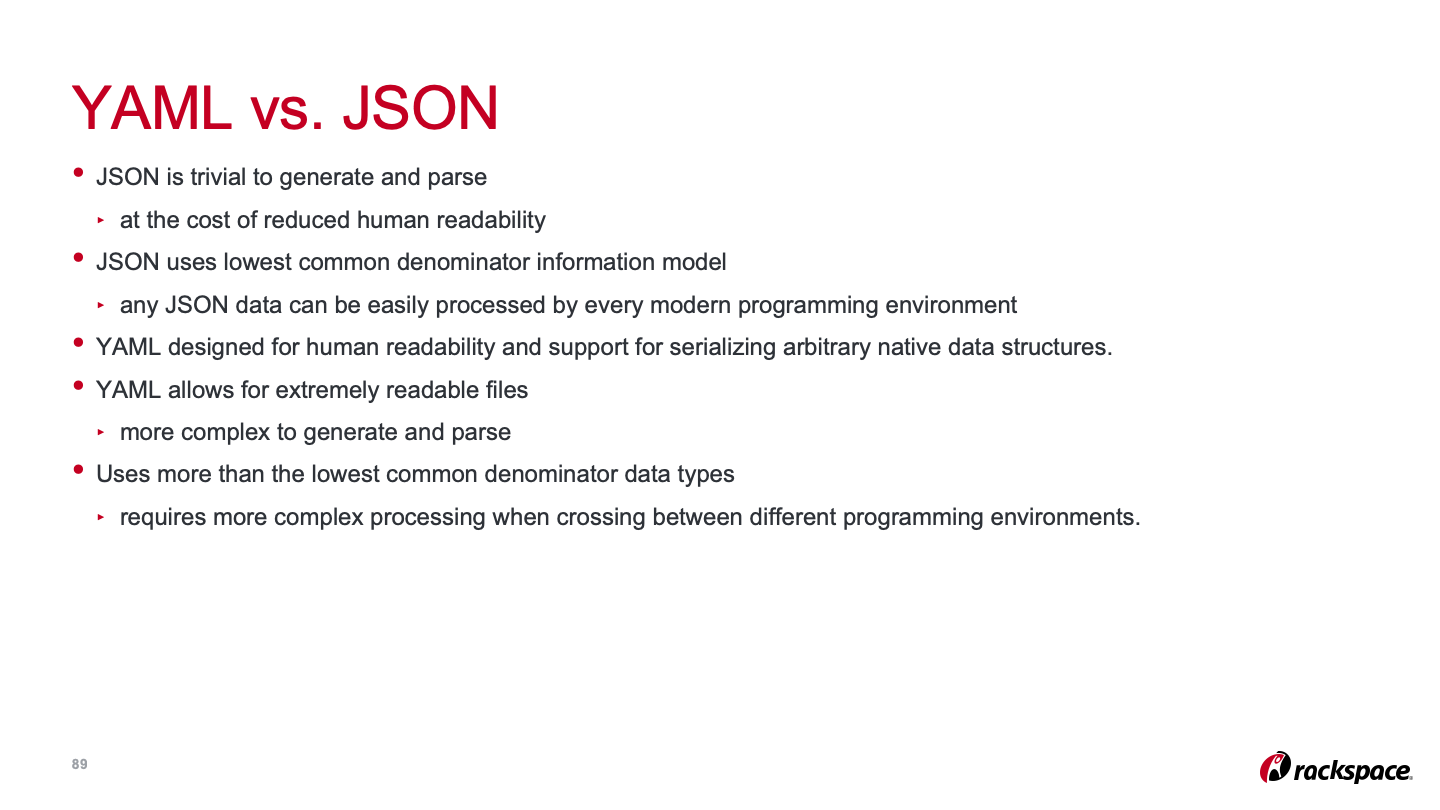 YAML vs. JSON
• JSON is trivial to generate and parse
‣ at the cost of reduced human readability
• JSON uses lowest common denominator information model
‣ any JSON data can be easily processed by every modern programming environment
• YAML designed for human readability and support for serializing arbitrary native data structures.
• YAML allows for extremely readable files
‣ more complex to generate and parse
• Uses more than the lowest common denominator data types
‣ requires more complex processing when crossing between different programming environments.
89
rackspace.